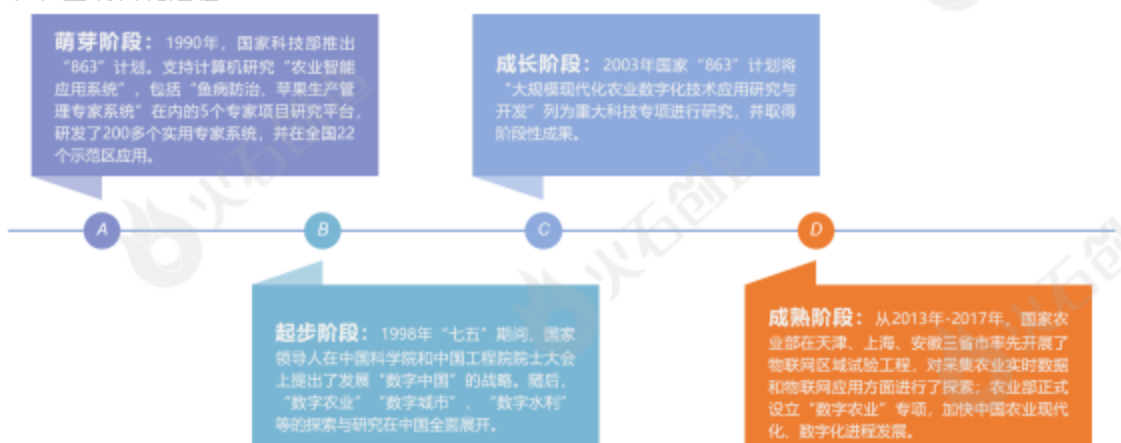 萌芽阶段：1990年，国家科技部推出
“863”计划。支持计算机研究“农业智能
应用系统”，包括“鱼病防治、苹果生产管
理专家系统”在内的5个专家项目研究平台，
研发了200多个实用专家系统，并在全国22
个示范区应用。
成长阶段：2003年国家“863”计划将
“大规模现代化农业数字化技术应用研究与
开发”列为重大科技专项进行研究，并取得
阶段性成果。
A
B
C
D
起步阶段：1998年“七五”期间，国家
领导人在中国科学院和中国工程院院士大会
上提出了发展“数字中国”的战略。随后，
“数字农业”“数字城市”、“数字水利”
等的探索与研究在中国全面展开。
成熟阶段：从2013年-2017年，国家农
业部在天津、上海、安徽三省市率先开展了
物联网区域试验工程，对采集农业实时数据
和物联网应用方面进行了探索；农业部正式
设立“数字农业”专项，加快中国农业现代
化、数字化进程发展。
火石创造
火石创造